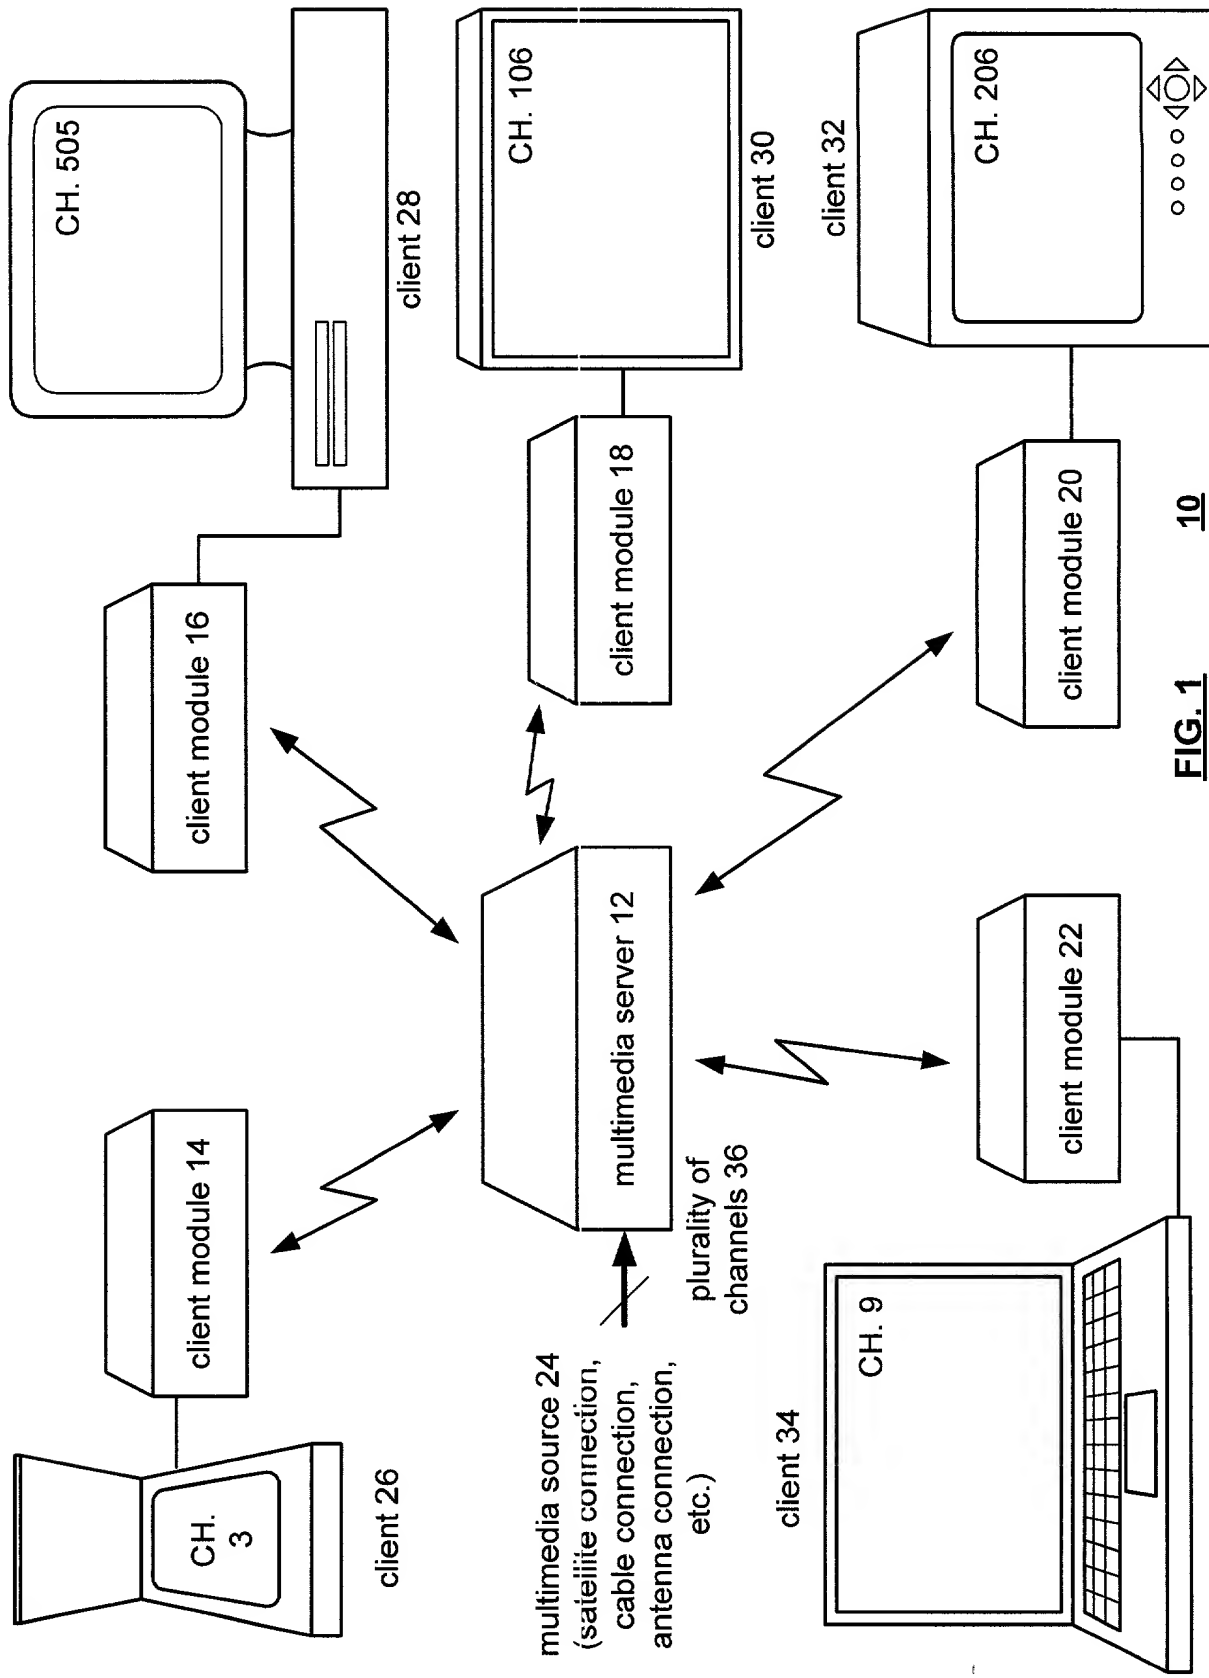 CH.
3
client 26
client module 14
client module 16
CH. 505
client 28
multimedia source 24
(satellite connection,
cable connection,
antenna connection,
etc.)
plurality of
channels 36
multimedia server 12
client module 18
CH. 106
client 30
client 34
CH. 9
client module 22
client module 20
client 32
CH. 206
FIG. 1
10